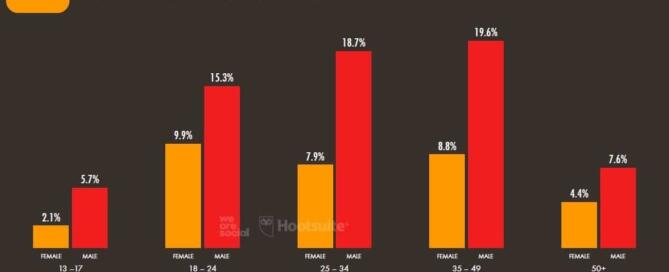 19.6%
18.7%
15.3%
9.9%
8.8%
7.9%
7.6%
5.7%
4.4%
2.1%
we
are
social
Hootsuite®
FEMALE MALE FEMALE MALE FEMALE MALE FEMALE MALE FEMALE MALE
13 –17 18 – 24 25 – 34 35 – 49 50+